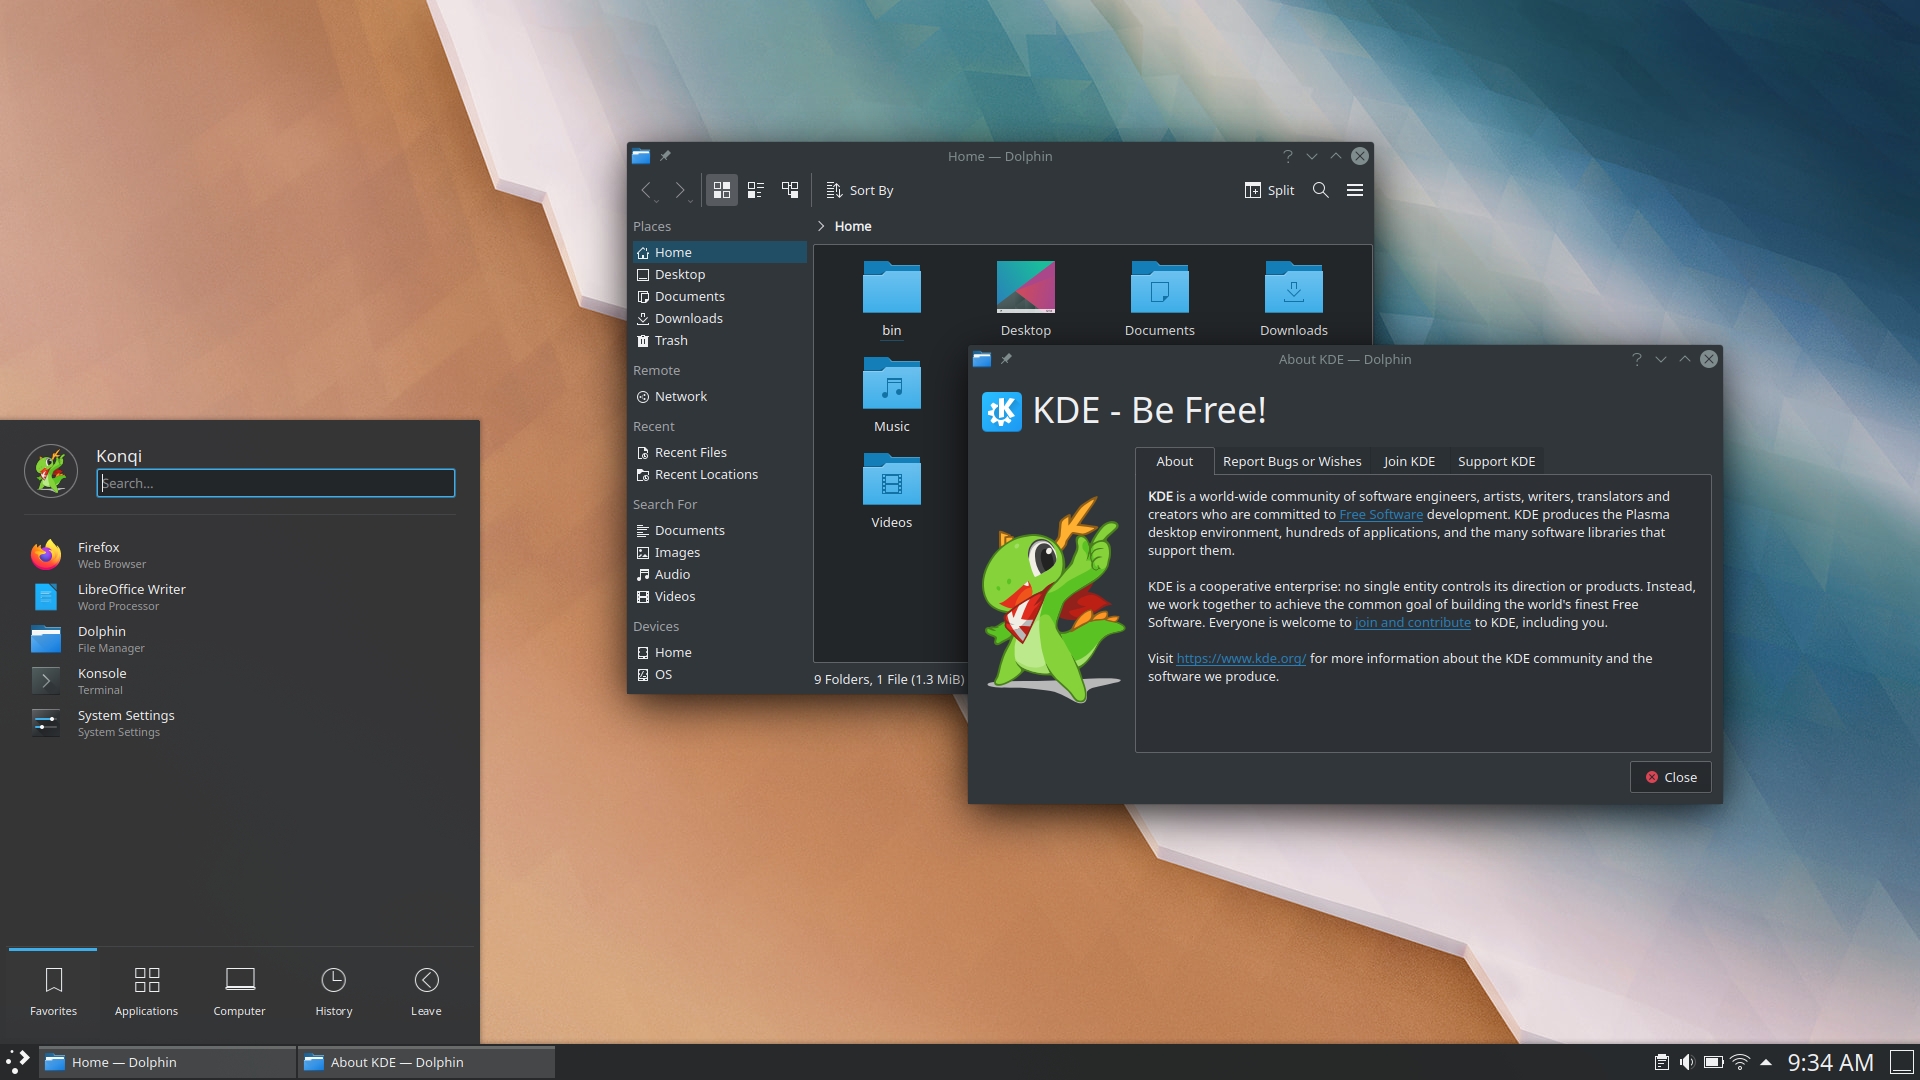 Home — Dolphin
Sort By
Split
Places
Home
Home
Desktop
Documents
Downloads
Trash
Remote
Network
Recent
Recent Files
Recent Locations
Search For
Documents
Images
Audio
Videos
Devices
Home
OS
bin
Desktop
Documents
Downloads
Music
Videos
9 Folders, 1 File (1.3 MiB)
About KDE — Dolphin
KDE - Be Free!
About
Report Bugs or Wishes
Join KDE
Support KDE
KDE is a world-wide community of software engineers, artists, writers, translators and
creators who are committed to Free Software development. KDE produces the Plasma
desktop environment, hundreds of applications, and the many software libraries that
support them.
KDE is a cooperative enterprise: no single entity controls its direction or products. Instead,
we work together to achieve the common goal of building the world's finest Free
Software. Everyone is welcome to join and contribute to KDE, including you.
Visit https://www.kde.org/ for more information about the KDE community and the
software we produce.
Close
Konqi
Search...
Firefox
Web Browser
LibreOffice Writer
Word Processor
Dolphin
File Manager
Konsole
Terminal
System Settings
System Settings
Favorites
Applications
Computer
History
Leave
Home — Dolphin
About KDE — Dolphin
9:34 AM